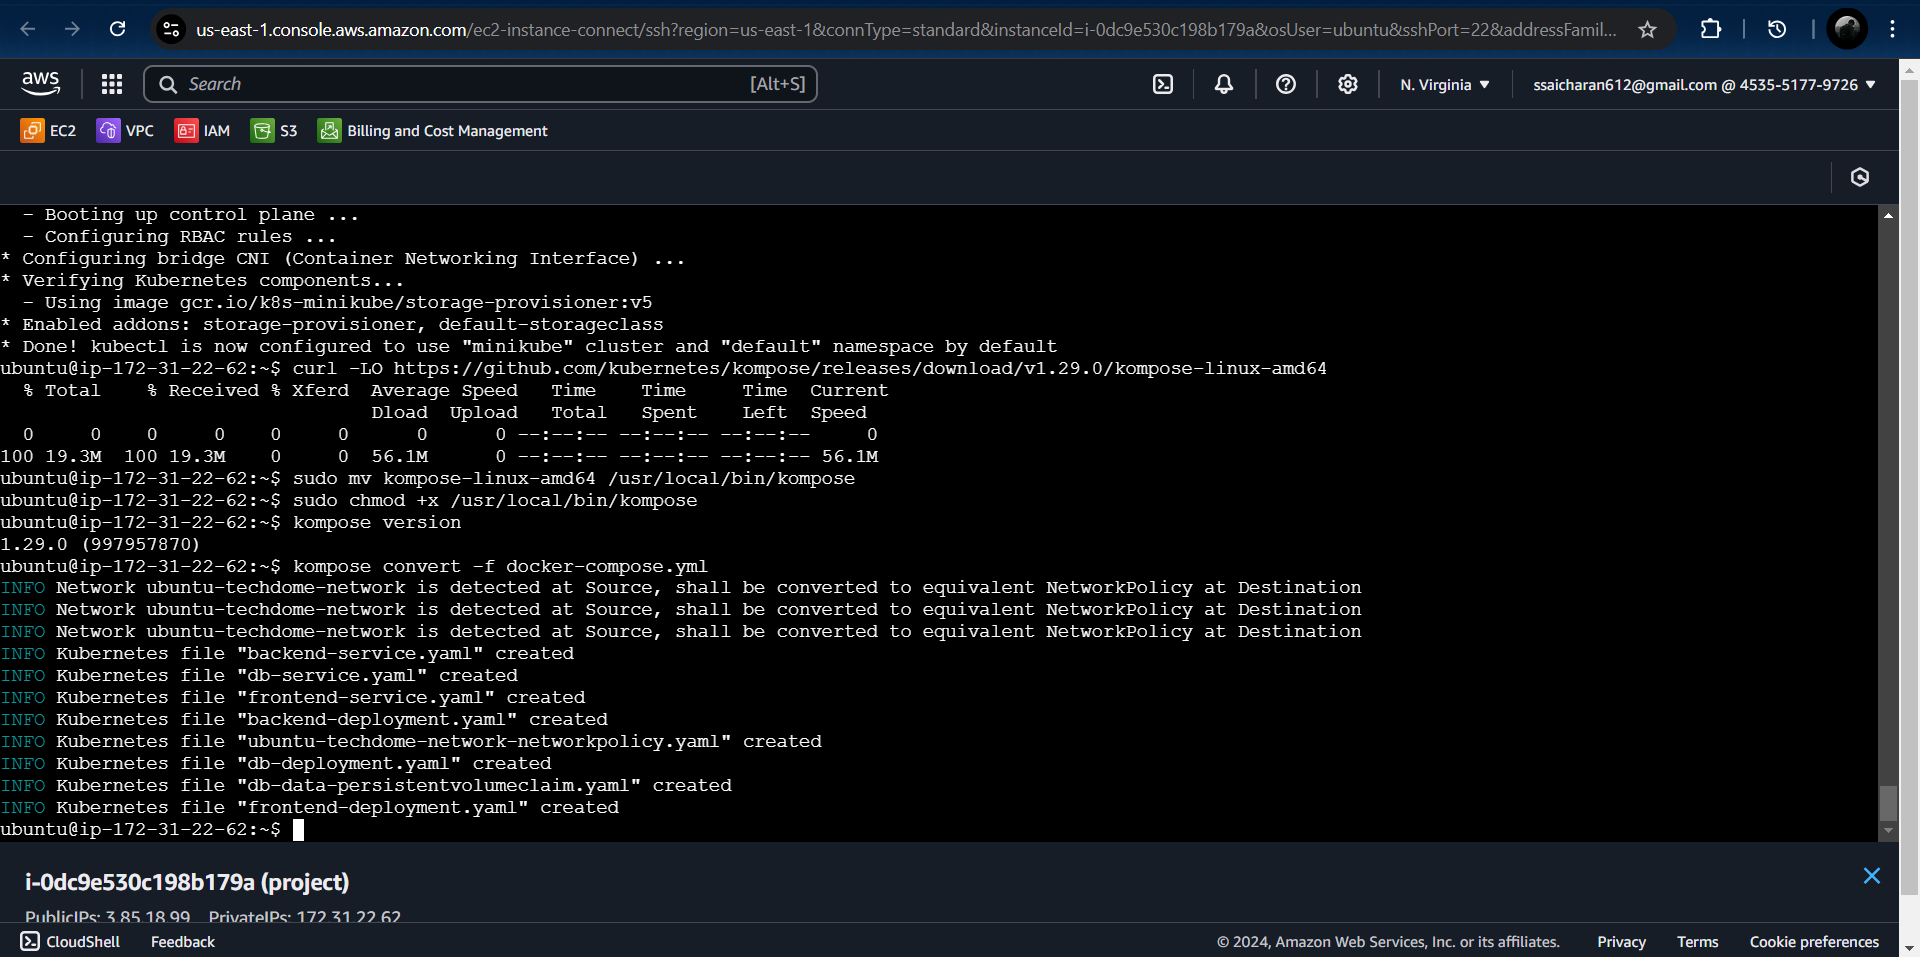 us-east-1.console.aws.amazon.com/ec2-instance-connect/ssh?region=us-east-1&connType=standard&instanceId=i-0dc9e530c198b179a&osUser=ubuntu&sshPort=22&addressFamil...
aws
Search [Alt+S]
N. Virginia ▼
ssaicharan612@gmail.com @ 4535-5177-9726 ▼
EC2 VPC IAM S3 Billing and Cost Management
- Booting up control plane ...
- Configuring RBAC rules ...
* Configuring bridge CNI (Container Networking Interface) ...
* Verifying Kubernetes components...
- Using image gcr.io/k8s-minikube/storage-provisioner:v5
* Enabled addons: storage-provisioner, default-storageclass
* Done! kubectl is now configured to use "minikube" cluster and "default" namespace by default
ubuntu@ip-172-31-22-62:~$ curl -LO https://github.com/kubernetes/kompose/releases/download/v1.29.0/kompose-linux-amd64
% Total % Received % Xferd Average Speed Time Time Time Current
Dload Upload Total Spent Left Speed
0 0 0 0 0 0 0 0 --:--:-- --:--:-- --:--:-- 0
100 19.3M 100 19.3M 0 0 56.1M 0 --:--:-- --:--:-- --:--:-- 56.1M
ubuntu@ip-172-31-22-62:~$ sudo mv kompose-linux-amd64 /usr/local/bin/kompose
ubuntu@ip-172-31-22-62:~$ sudo chmod +x /usr/local/bin/kompose
ubuntu@ip-172-31-22-62:~$ kompose version
1.29.0 (997957870)
ubuntu@ip-172-31-22-62:~$ kompose convert -f docker-compose.yml
INFO Network ubuntu-techdome-network is detected at Source, shall be converted to equivalent NetworkPolicy at Destination
INFO Network ubuntu-techdome-network is detected at Source, shall be converted to equivalent NetworkPolicy at Destination
INFO Network ubuntu-techdome-network is detected at Source, shall be converted to equivalent NetworkPolicy at Destination
INFO Kubernetes file "backend-service.yaml" created
INFO Kubernetes file "db-service.yaml" created
INFO Kubernetes file "frontend-service.yaml" created
INFO Kubernetes file "backend-deployment.yaml" created
INFO Kubernetes file "ubuntu-techdome-network-networkpolicy.yaml" created
INFO Kubernetes file "db-deployment.yaml" created
INFO Kubernetes file "db-data-persistentvolumeclaim.yaml" created
INFO Kubernetes file "frontend-deployment.yaml" created
ubuntu@ip-172-31-22-62:~$
i-0dc9e530c198b179a (project)
PublicIPs: 3.85.18.99 PrivateIPs: 172.31.22.62
CloudShell Feedback © 2024, Amazon Web Services, Inc. or its affiliates. Privacy Terms Cookie preferences